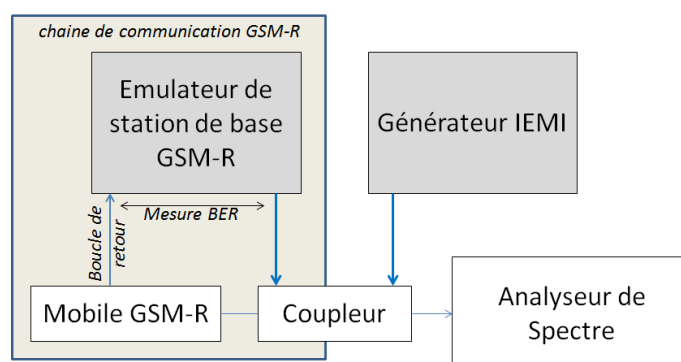 chaine de communication GSM-R
Emulateur de
station de base
GSM-R
Générateur IEMI
Mesure BER
Boucle de
retour
Mobile GSM-R
Coupleur
Analyseur de
Spectre